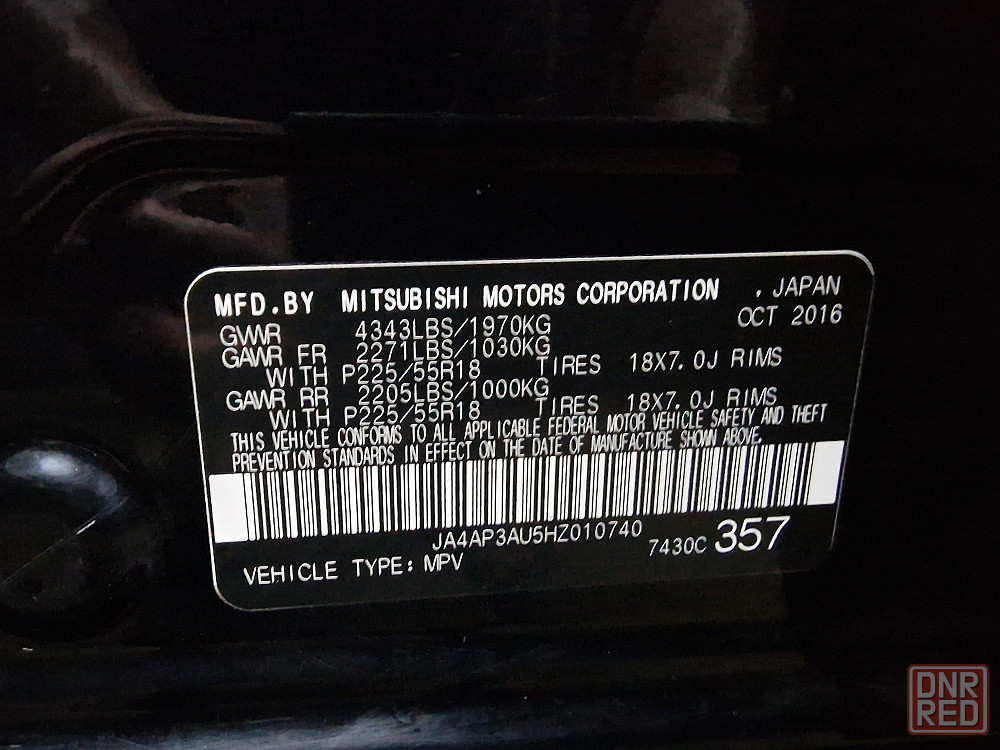 MFD.BY MITSUBISHI MOTORS CORPORATION , JAPAN
OCT 2016
GVWR 4343LBS/1970KG
GAWR FR 2271LBS/1030KG
WITH P225/55R18 TIRES 18X7.0J RIMS
GAWR RR 2205LBS/1000KG
WITH P225/55R18 TIRES 18X7.0J RIMS
THIS VEHICLE CONFORMS TO ALL APPLICABLE FEDERAL MOTOR VEHICLE SAFETY AND THEFT
PREVENTION STANDARDS IN EFFECT ON THE DATE OF MANUFACTURE SHOWN ABOVE.
JA4AP3AU5HZ010740
7430C 357
VEHICLE TYPE: MPV
DNR
RED